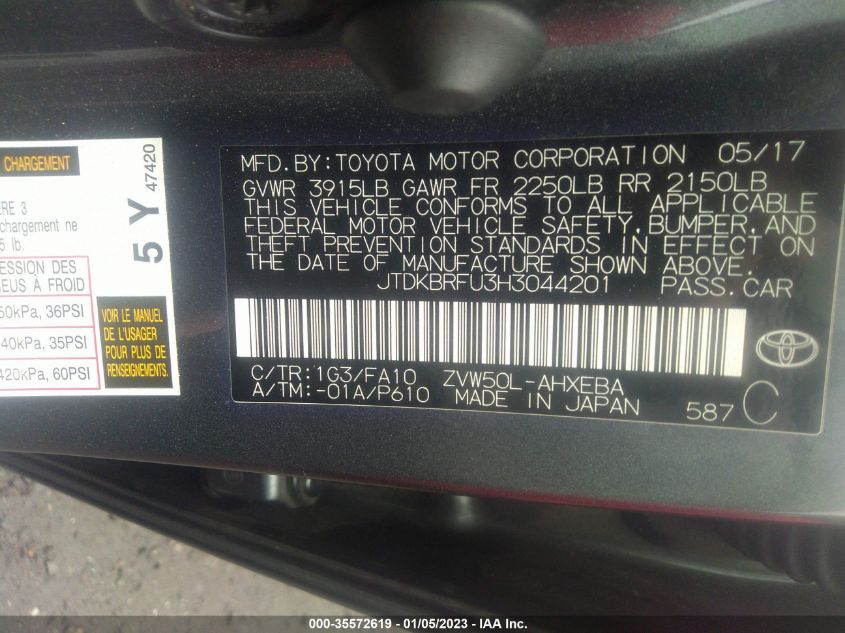 CHARGEMENT
5 Y 47420
ÈRE 3
chargement ne
5 lb.
ESSION DES
NEUS À FROID
50kPa, 36PSI
40kPa, 35PSI
420kPa, 60PSI
VOIR LE MANUEL
DE L'USAGER
POUR PLUS DE
RENSEIGNEMENTS.
MFD.BY:TOYOTA MOTOR CORPORATION 05/17
GVWR 3915LB GAWR FR 2250LB RR 2150LB
THIS VEHICLE CONFORMS TO ALL APPLICABLE
FEDERAL MOTOR VEHICLE SAFETY,BUMPER,AND
THEFT PREVENTION STANDARDS IN EFFECT ON
THE DATE OF MANUFACTURE SHOWN ABOVE.
JTDKBRFU3H3044201 PASS.CAR
C/TR:1G3/FA10 ZVW50L-AHXEBA
A/TM:-01A/P610 MADE IN JAPAN 587 C
000-35572619 - 01/05/2023 - IAA Inc.